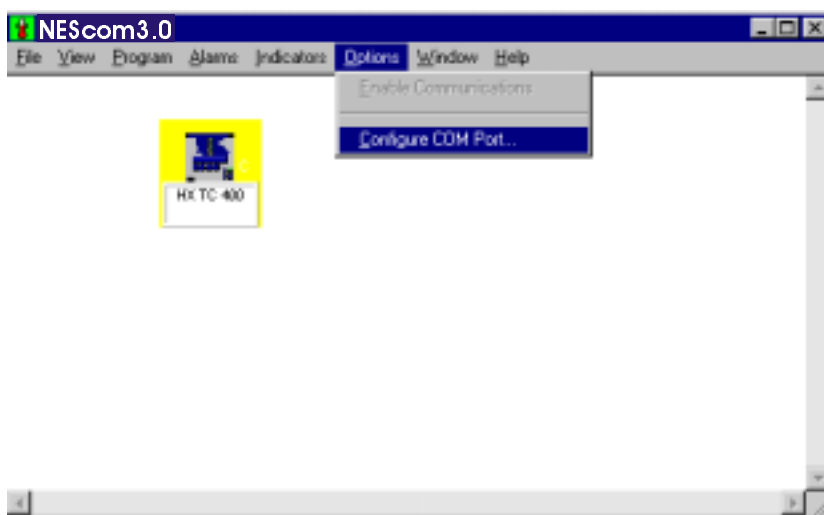 NEScom3.0
File View Program Alarms Indicators Options Window Help
Enable Communications
Configure COM Port...
C
HX TC 400